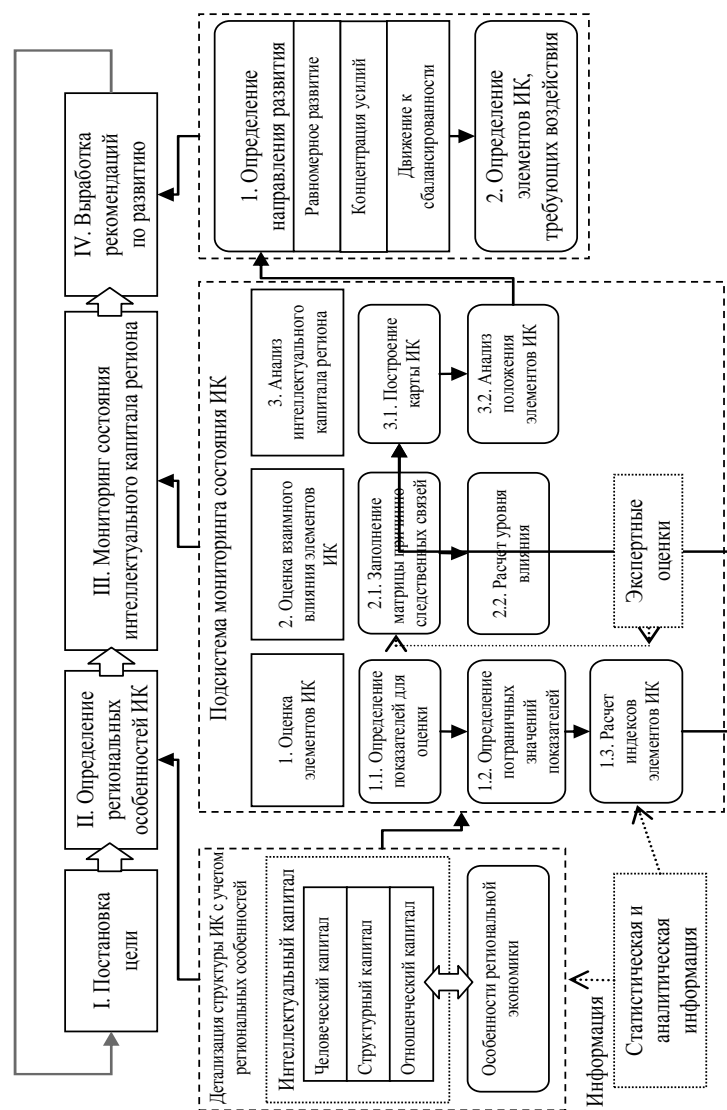 I. Постановка
цели
II. Определение
региональных
особенностей ИК
III. Мониторинг состояния
интеллектуального капитала региона
IV. Выработка
рекомендаций
по развитию
Детализация структуры ИК с учетом
региональных особенностей
Интеллектуальный капитал
Человеческий капитал
Структурный капитал
Отношенческий капитал
Особенности региональной
экономики
Информация
Статистическая и
аналитическая
информация
Подсистема мониторинга состояния ИК
1. Оценка
элементов ИК
1.1. Определение
показателей для
оценки
1.2. Определение
пограничных
значений
показателей
1.3. Расчет
индексов
элементов ИК
2. Оценка взаимного
влияния элементов
ИК
2.1. Заполнение
матрицы причинно
следственных связей
2.2. Расчет уровня
влияния
Экспертные
оценки
3. Анализ
интеллектуального
капитала региона
3.1. Построение
карты ИК
3.2. Анализ
положения
элементов ИК
1. Определение
направления развития
Равномерное развитие
Концентрация усилий
Движение к
сбалансированности
2. Определение
элементов ИК,
требующих воздействия